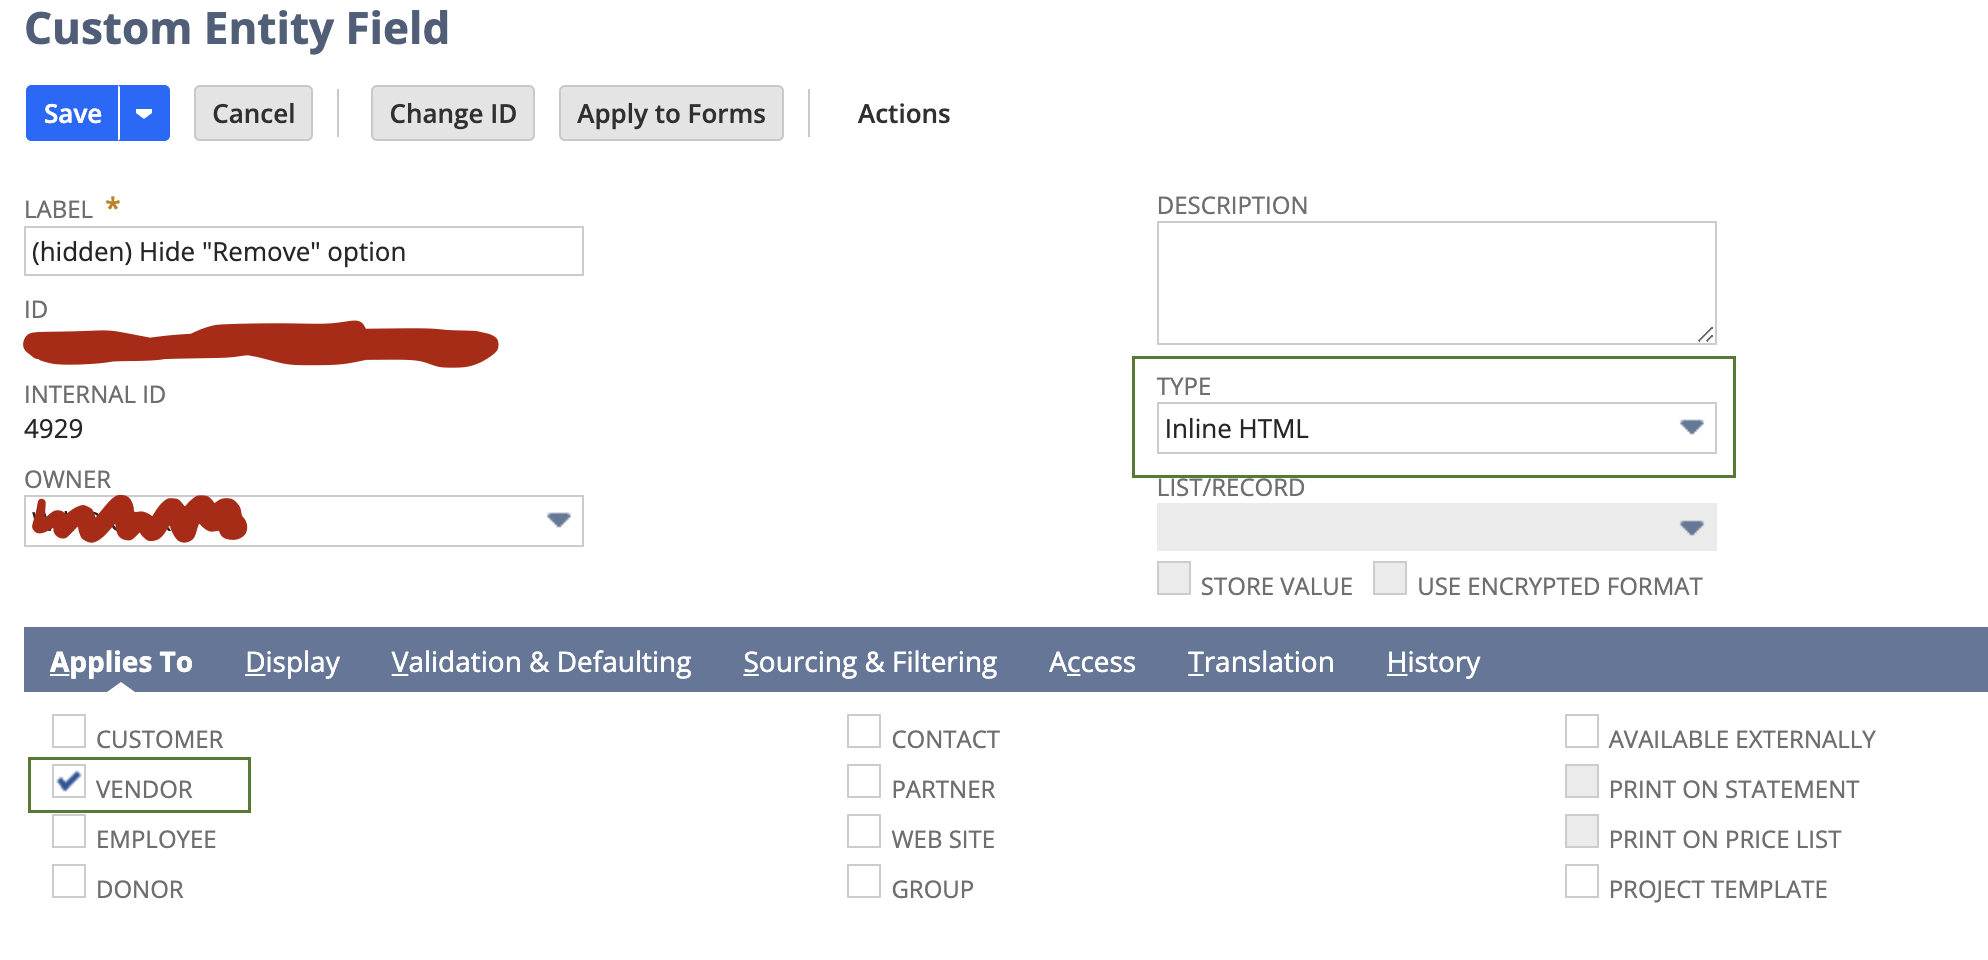 Custom Entity Field
Save Cancel Change ID Apply to Forms Actions
LABEL *
(hidden) Hide "Remove" option
ID
INTERNAL ID
4929
OWNER
DESCRIPTION
TYPE
Inline HTML
LIST/RECORD
STORE VALUE USE ENCRYPTED FORMAT
Applies To Display Validation & Defaulting Sourcing & Filtering Access Translation History
CUSTOMER
VENDOR
EMPLOYEE
DONOR
CONTACT
PARTNER
WEB SITE
GROUP
AVAILABLE EXTERNALLY
PRINT ON STATEMENT
PRINT ON PRICE LIST
PROJECT TEMPLATE